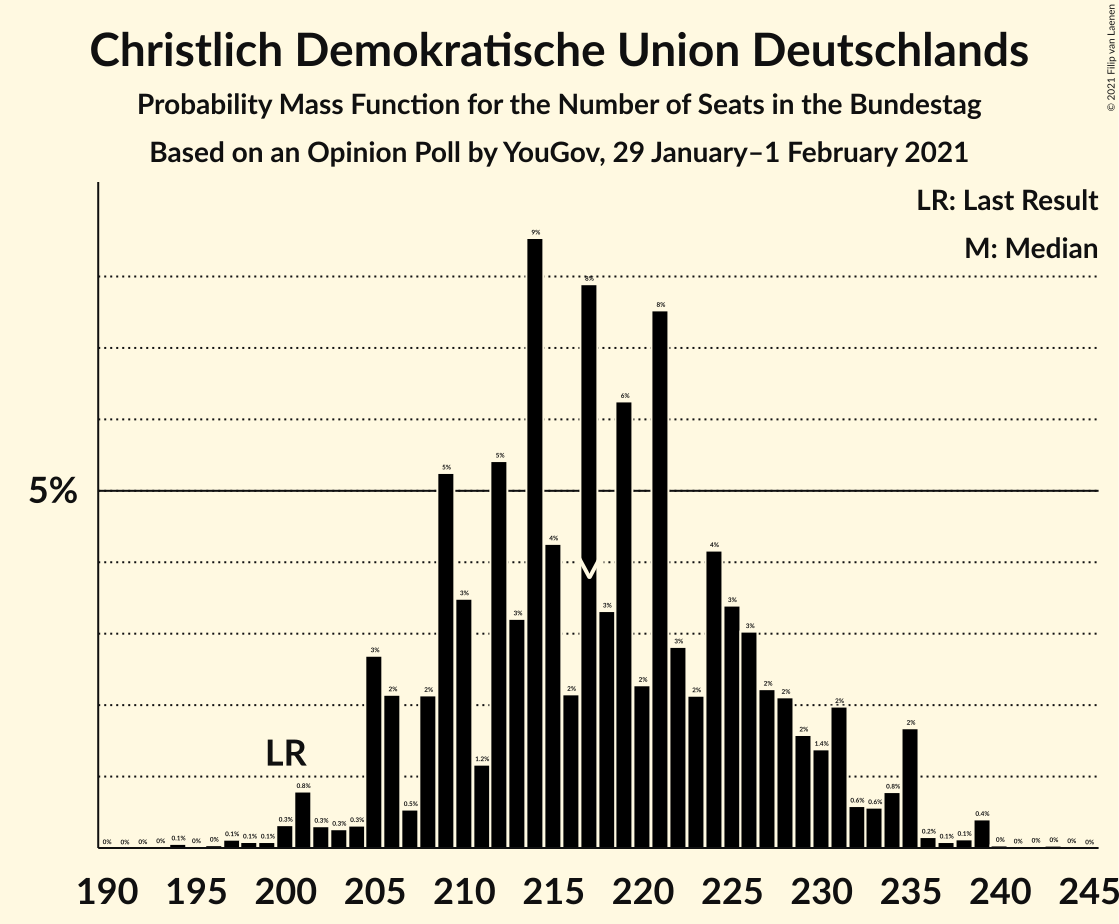 Christlich Demokratische Union Deutschlands
Probability Mass Function for the Number of Seats in the Bundestag
Based on an Opinion Poll by YouGov, 29 January–1 February 2021
© 2021 Filip van Laenen
LR: Last Result
M: Median
5%
LR
0% 0% 0% 0% 0.1% 0% 0% 0.1% 0.1% 0.1% 0.3% 0.8% 0.3% 0.3% 0.3% 3% 2% 0.5% 2% 5% 3% 1.2% 5% 3% 9% 4% 2% 8% 3% 6% 2% 8% 3% 2% 4% 3% 3% 2% 2% 2% 1.4% 2% 0.6% 0.6% 0.8% 2% 0.2% 0.1% 0.1% 0.4% 0% 0% 0% 0% 0% 0%
190 195 200 205 210 215 220 225 230 235 240 245